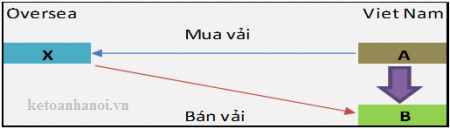 Oversea Viet Nam
Mua vải
X A
ketoanhanoi.vn
Bán vải B